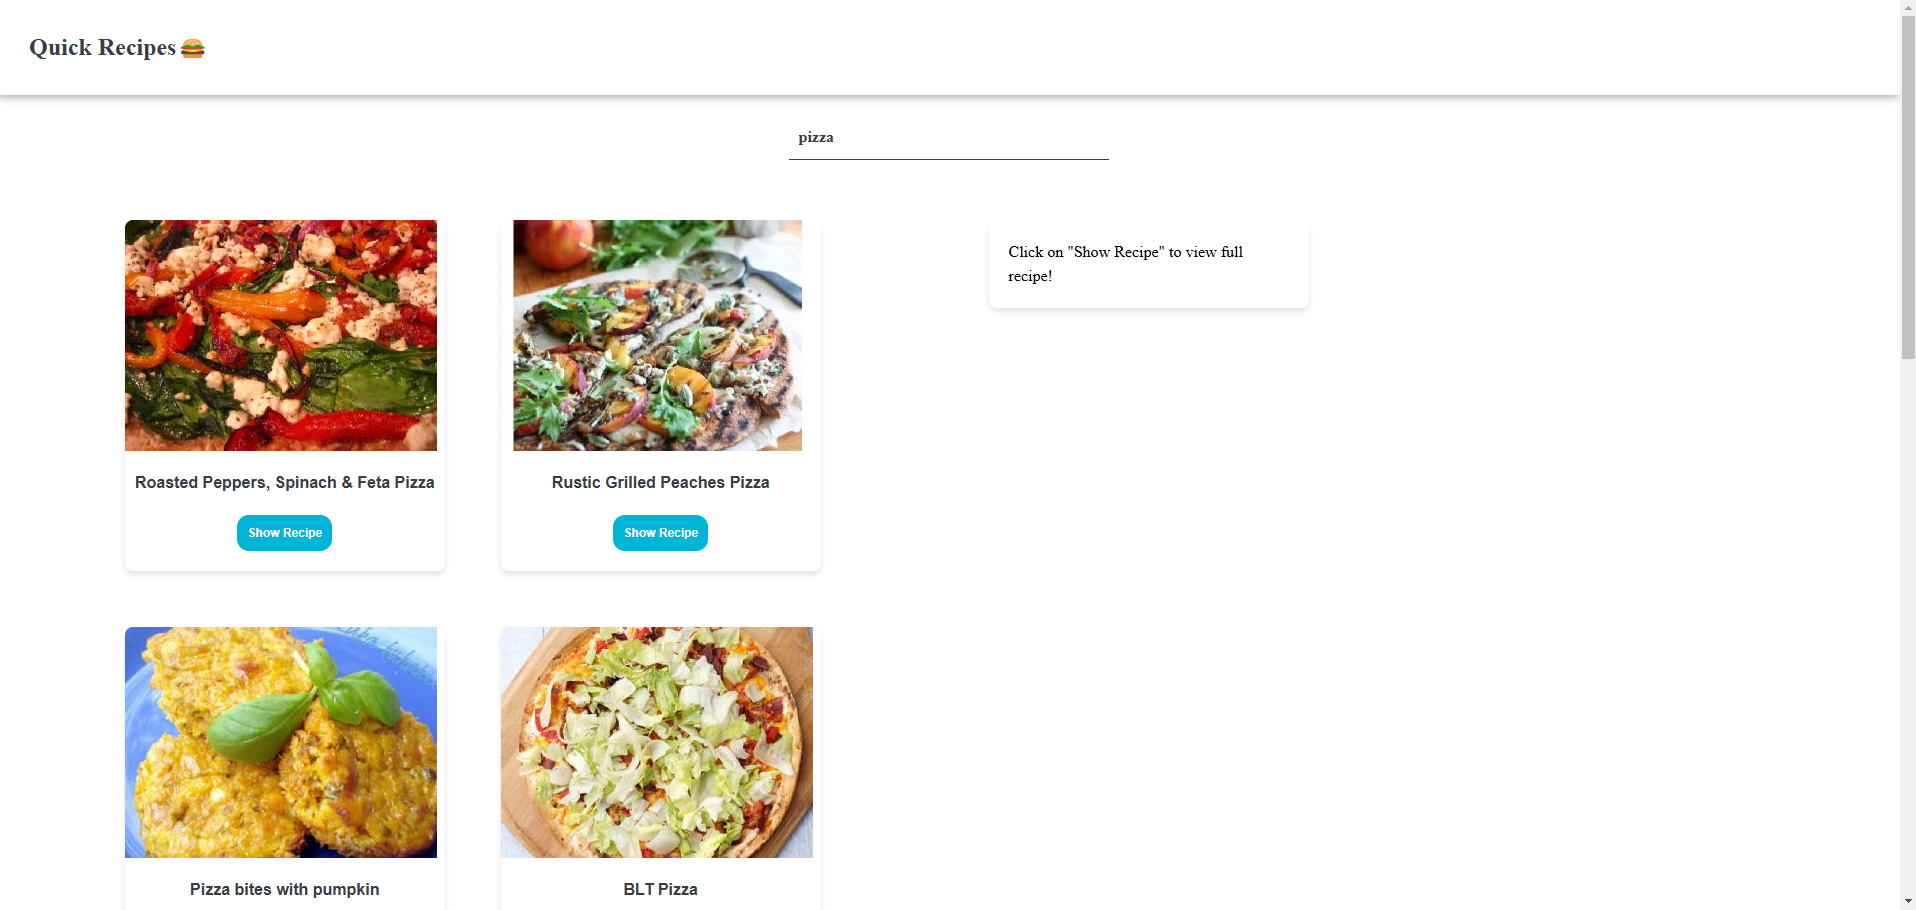 Quick Recipes 🍔
pizza
Click on "Show Recipe" to view full
recipe!
Roasted Peppers, Spinach & Feta Pizza
Rustic Grilled Peaches Pizza
Show Recipe
Show Recipe
Pizza bites with pumpkin
BLT Pizza